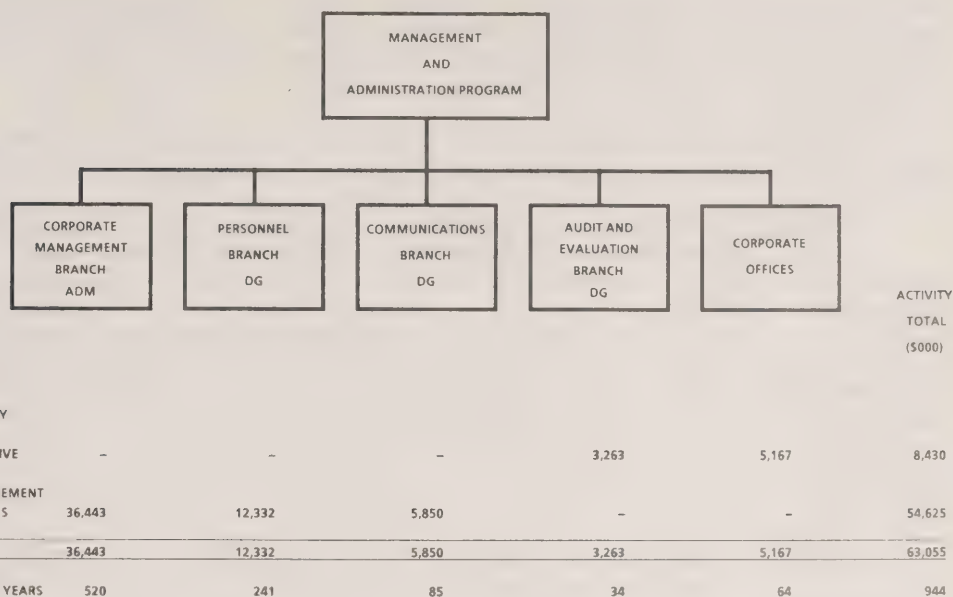 MANAGEMENT
AND
ADMINISTRATION PROGRAM
CORPORATE
MANAGEMENT
BRANCH
ADM
PERSONNEL
BRANCH
DG
COMMUNICATIONS
BRANCH
DG
AUDIT AND
EVALUATION
BRANCH
DG
CORPORATE
OFFICES
ACTIVITY
TOTAL
($000)
Y
IVE – – – 3,263 5,167 8,430
EMENT
S 36,443 12,332 5,850 – – 54,625
36,443 12,332 5,850 3,263 5,167 63,055
YEARS 520 241 85 34 64 944